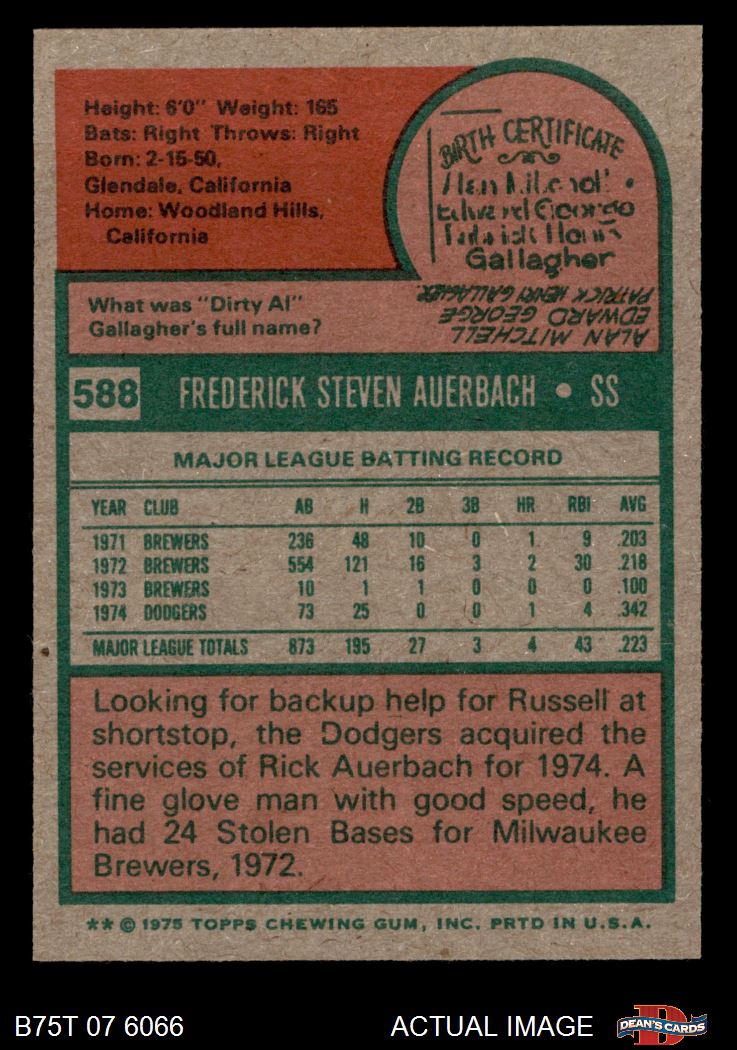 Height: 6'0" Weight: 165
Bats: Right Throws: Right
Born: 2-15-50,
Glendale, California
Home: Woodland Hills,
California
BIRTH CERTIFICATE
Edward George
Gallagher
What was "Dirty Al"
Gallagher's full name?
ALAN MITCHELL
EDWARD GEORGE
PATRICK HENRY GALLAGHER.
588 FREDERICK STEVEN AUERBACH • SS
MAJOR LEAGUE BATTING RECORD
YEAR CLUB AB H 2B 3B HR RBI AVG
1971 BREWERS 236 48 10 0 1 9 .203
1972 BREWERS 554 121 16 3 2 30 .218
1973 BREWERS 10 1 1 0 0 0 .100
1974 DODGERS 73 25 0 0 1 4 .342
MAJOR LEAGUE TOTALS 873 195 27 3 4 43 .223
Looking for backup help for Russell at
shortstop, the Dodgers acquired the
services of Rick Auerbach for 1974. A
fine glove man with good speed, he
had 24 Stolen Bases for Milwaukee
Brewers, 1972.
** © 1975 TOPPS CHEWING GUM, INC. PRTD IN U.S.A.
B75T 07 6066 ACTUAL IMAGE DEAN'S CARDS